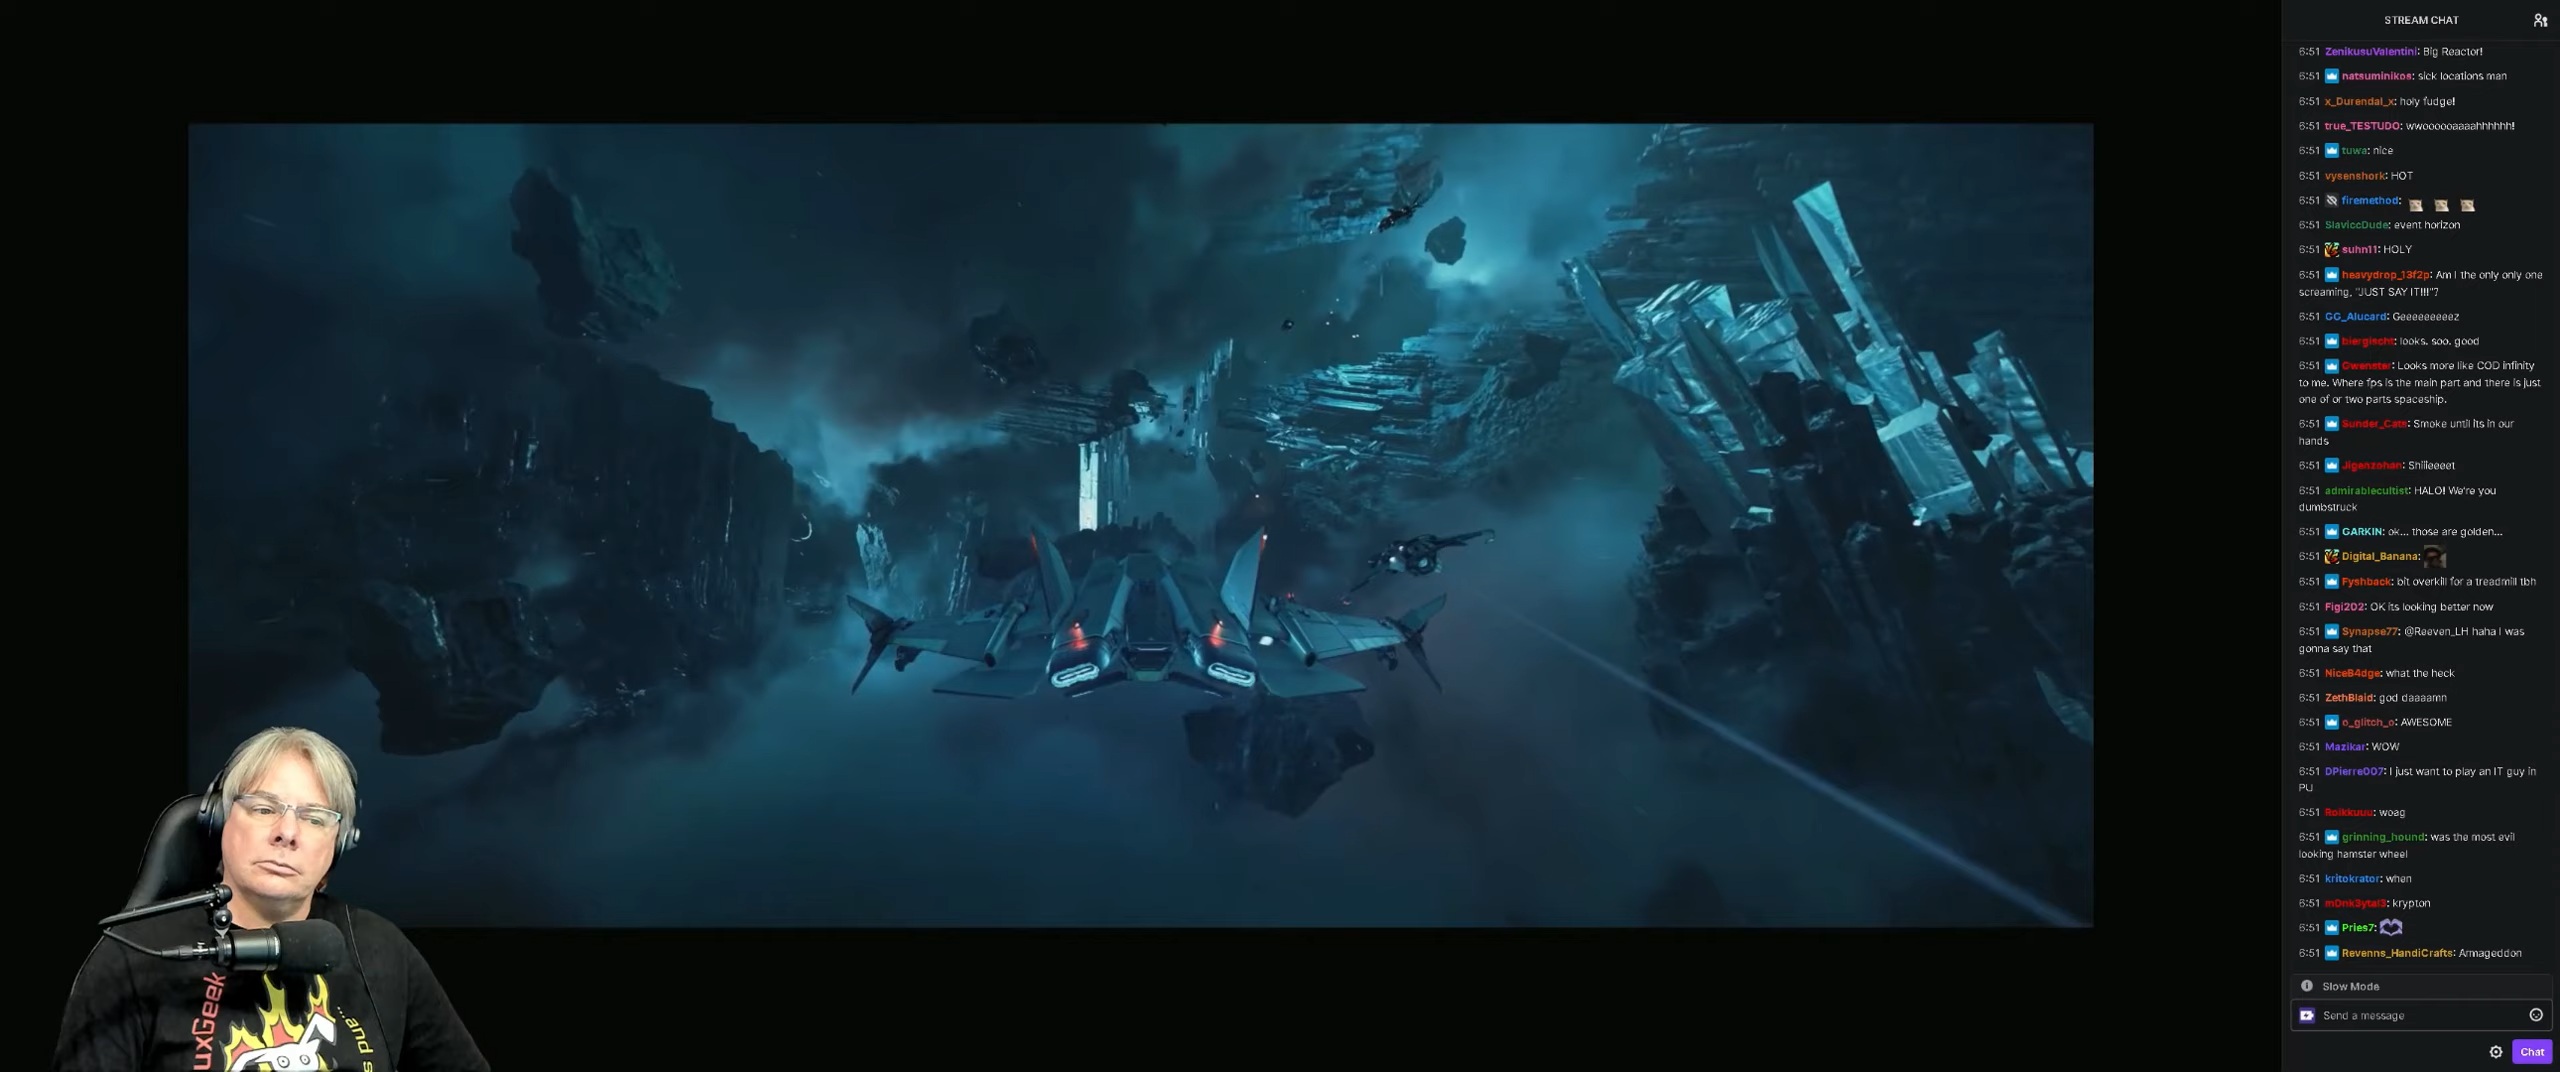 STREAM CHAT
6:51 ZenikusuValentini: Big Reactor!
6:51 natsuminikos: sick locations man
6:51 x_Durendal_x: holy fudge!
6:51 true_TESTUDO: wwoooooaaaahhhhhh!
6:51 tuwa: nice
6:51 vysenshork: HOT
6:51 firemethod:
6:51 SlaviccDude: event horizon
6:51 suhn11: HOLY
6:51 heavydrop_13f2p: Am I the only only one
screaming, "JUST SAY IT!!!"?
6:51 GG_Alucard: Geeeeeeeeez
6:51 biergischt: looks. soo. good
6:51 Gwenster: Looks more like COD infinity
to me. Where fps is the main part and there is just
one of or two parts spaceship.
6:51 Sunder_Cats: Smoke until its in our
hands
6:51 Jigenzohan: Shiiieeeet
6:51 admirablecultist: HALO! We're you
dumbstruck
6:51 GARKIN: ok... those are golden...
6:51 Digital_Banana:
6:51 Fyshback: bit overkill for a treadmill tbh
6:51 Figi2D2: OK its looking better now
6:51 Synapse77: @Reeven_LH haha I was
gonna say that
6:51 NiceB4dge: what the heck
6:51 ZethBlaid: god daaaamn
6:51 o_glitch_o: AWESOME
6:51 Mazikar: WOW
6:51 DPierre007: I just want to play an IT guy in
PU
6:51 Roikkuuu: woag
6:51 grinning_hound: was the most evil
looking hamster wheel
6:51 kritokrator: when
6:51 m0nk3ytal3: krypton
6:51 Pries7:
6:51 Revenns_HandiCrafts: Armageddon
Slow Mode
Send a message
Chat
uxGeek
...and s